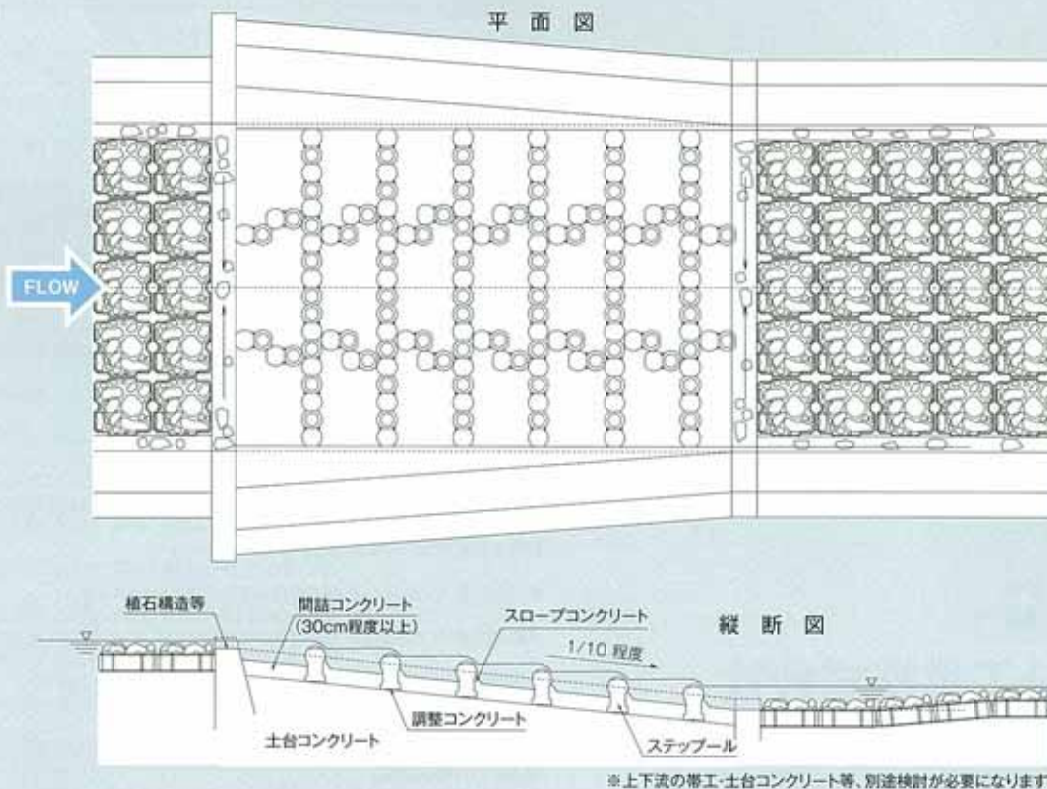 平面図
FLOW
植石構造等
間詰コンクリート
(30cm程度以上)
スロープコンクリート
縦断図
1/10 程度
調整コンクリート
土台コンクリート
ステップール
※上下流の帯工・土台コンクリート等、別途検討が必要になります